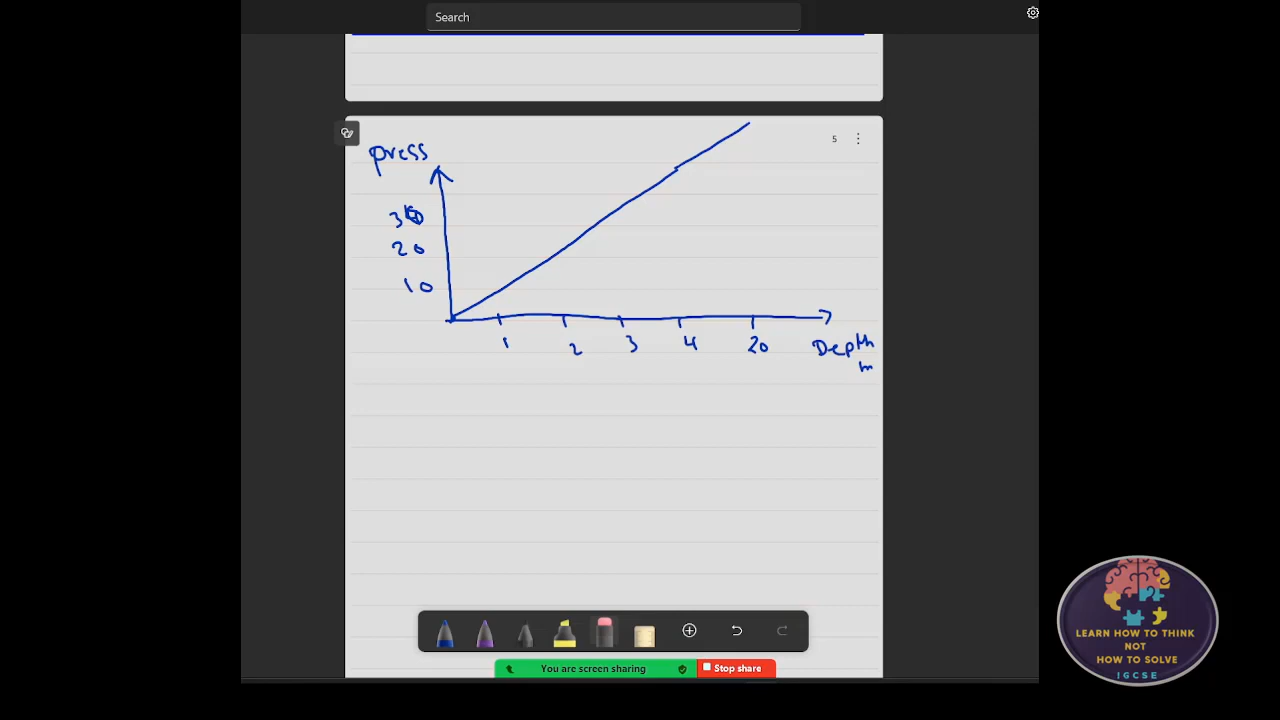 Search
5
press
30
20
10
1 2 3 4 20 Depth
m
You are screen sharing Stop share
LEARN HOW TO THINK
NOT
HOW TO SOLVE
!GCSE